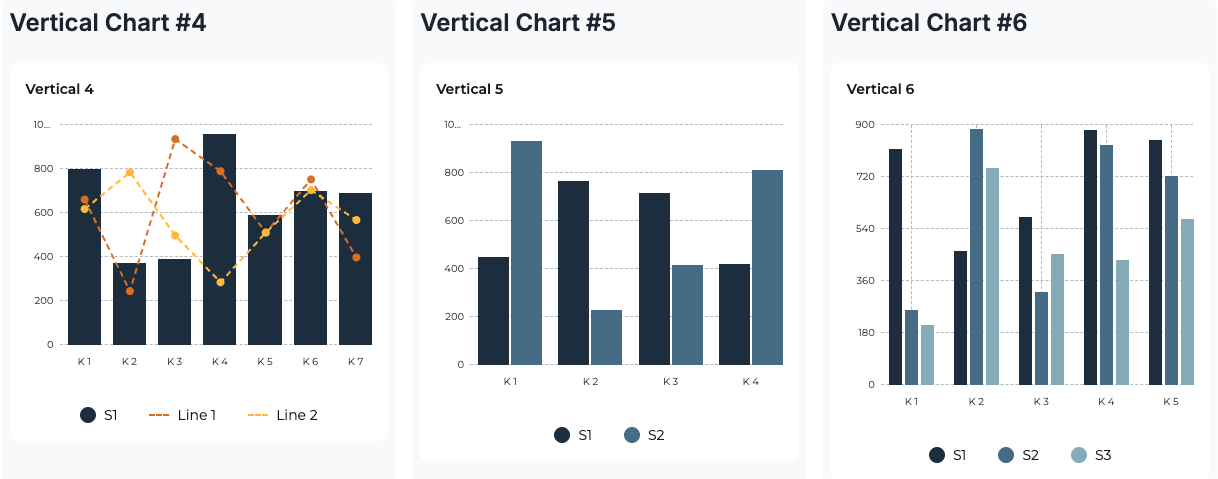 Vertical Chart #4
Vertical 4
10...
800
600
400
200
0
K 1 K 2 K 3 K 4 K 5 K 6 K 7
S1 Line 1 Line 2
Vertical Chart #5
Vertical 5
10...
800
600
400
200
0
K 1 K 2 K 3 K 4
S1 S2
Vertical Chart #6
Vertical 6
900
720
540
360
180
0
K 1 K 2 K 3 K 4 K 5
S1 S2 S3